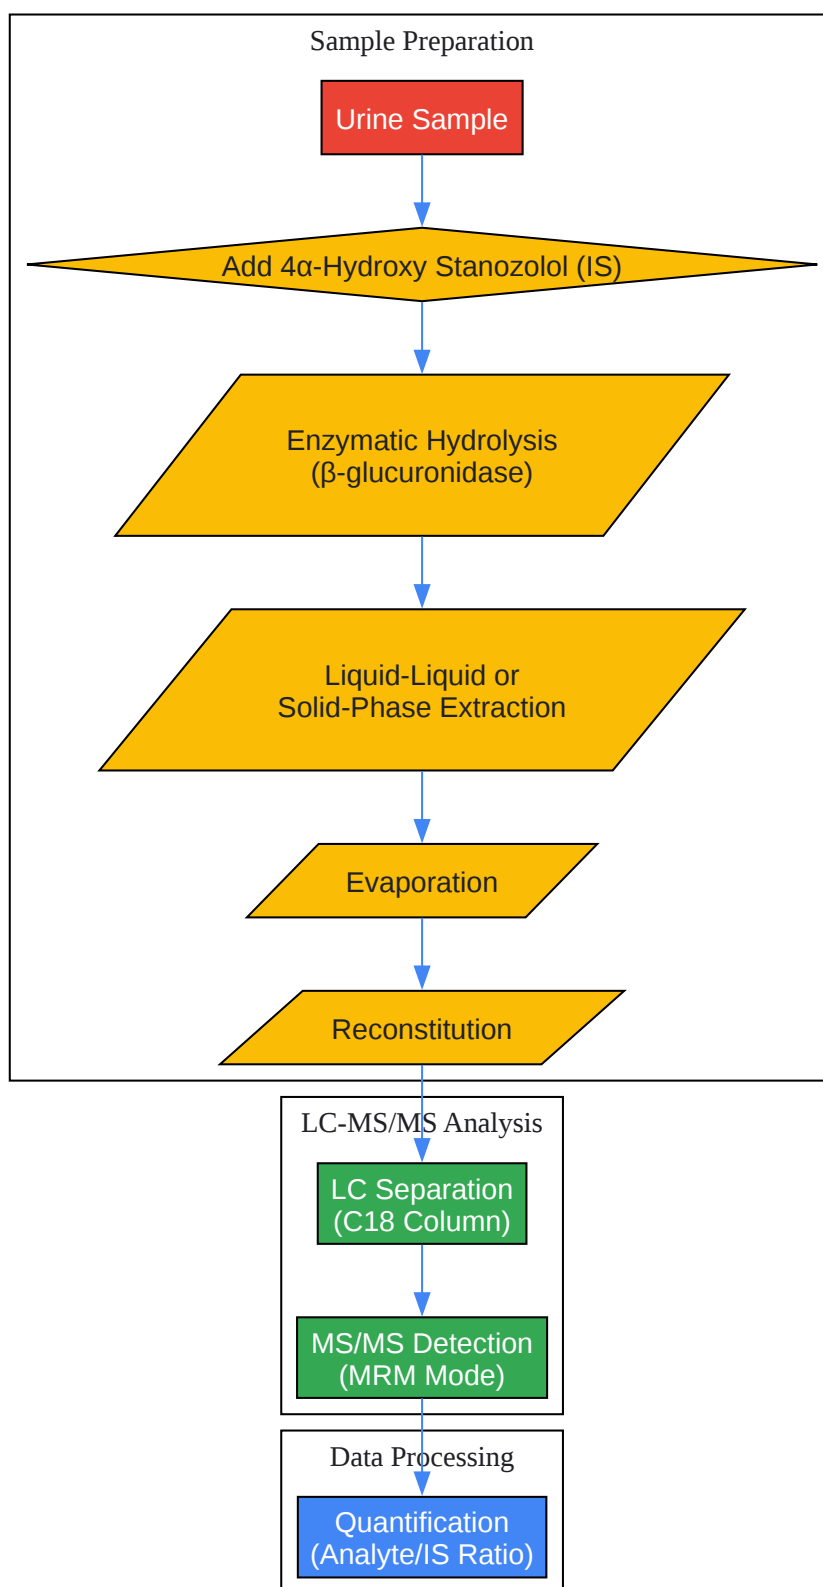 Sample Preparation
Urine Sample
Add 4α-Hydroxy Stanozolol (IS)
Enzymatic Hydrolysis
(β-glucuronidase)
Liquid-Liquid or
Solid-Phase Extraction
Evaporation
Reconstitution
LC-MS/MS Analysis
LC Separation
(C18 Column)
MS/MS Detection
(MRM Mode)
Data Processing
Quantification
(Analyte/IS Ratio)